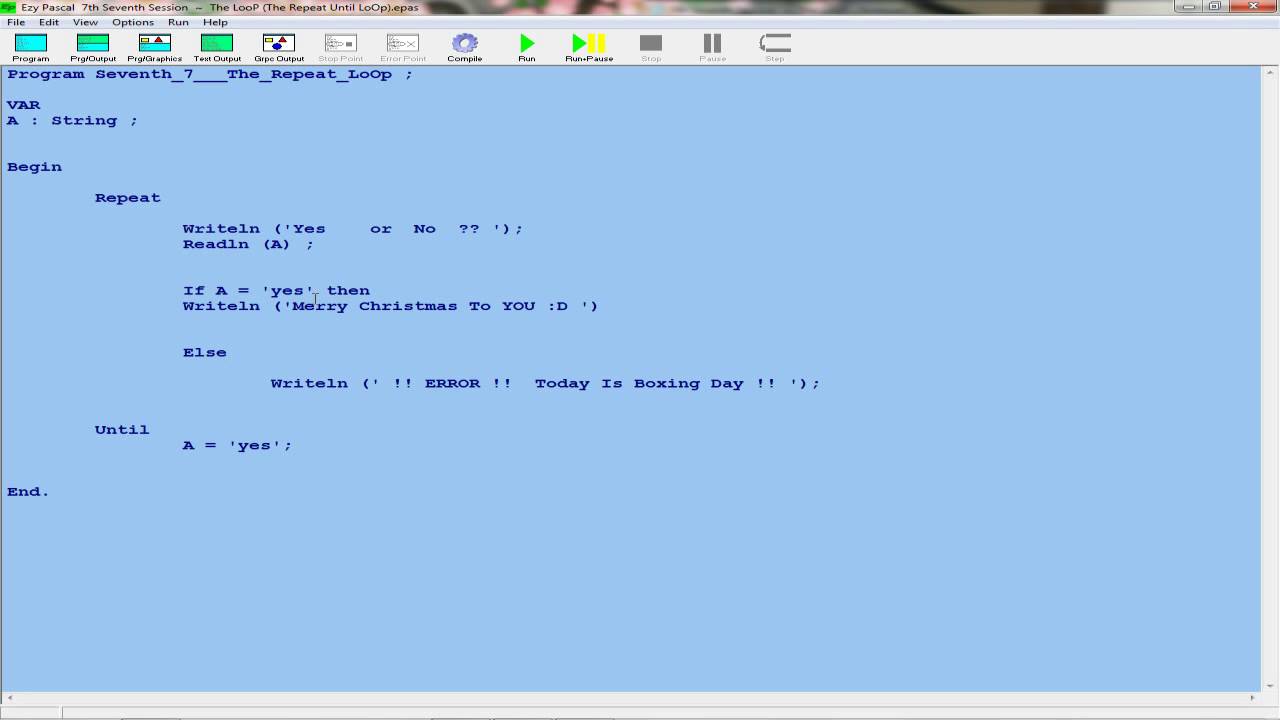 Ezy Pascal 7th Seventh Session ~ The LooP (The Repeat Until LoOp).epas
File Edit View Options Run Help
Program Prg/Output Prg/Graphics Text Output Grpc Output Stop Point Error Point Compile Run Run+Pause Stop Pause Step
Program Seventh_7___The_Repeat_LoOp ;
VAR
A : String ;
Begin
Repeat
Writeln ('Yes    or  No  ?? ');
Readln (A) ;
If A = 'yes' then
Writeln ('Merry Christmas To YOU :D ')
Else
Writeln (' !! ERROR !!  Today Is Boxing Day !! ');
Until
A = 'yes';
End.